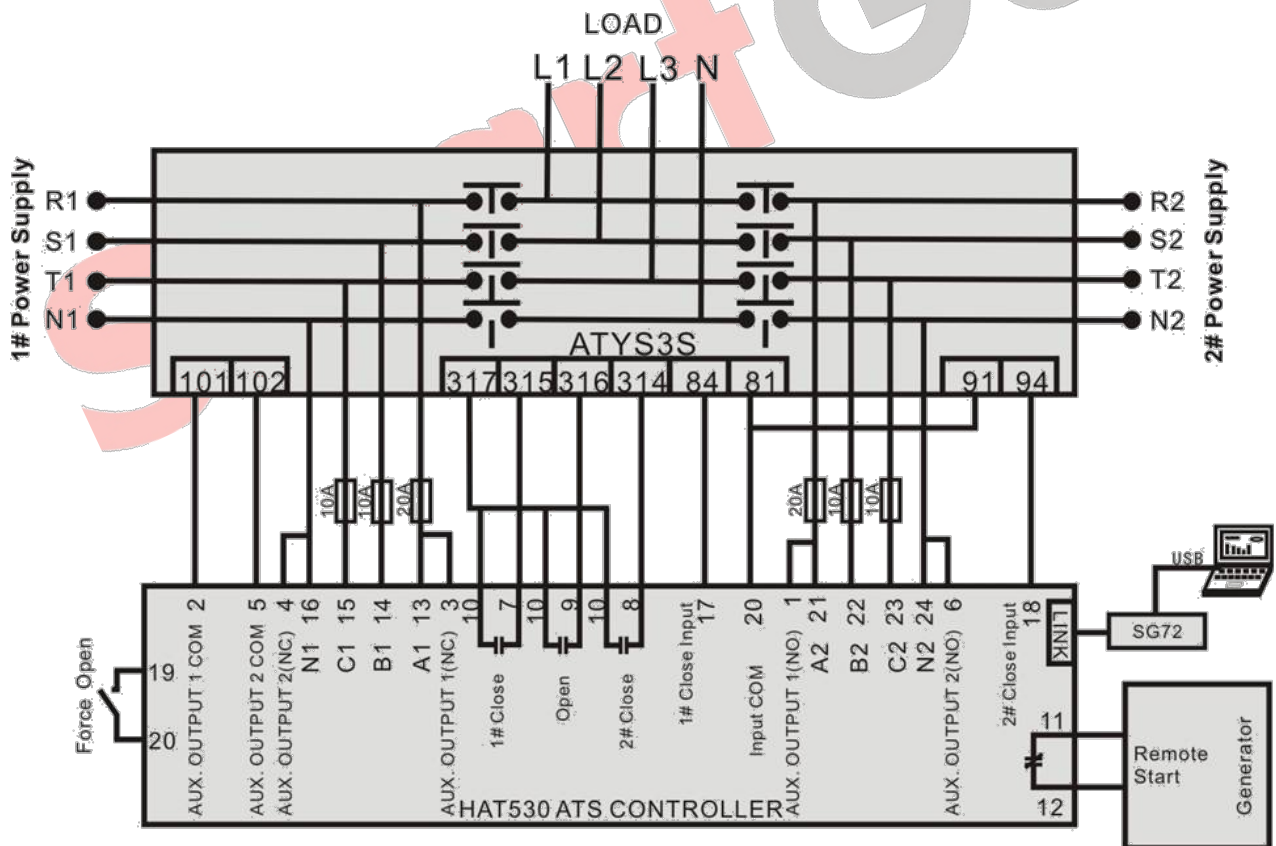 LOAD
L1 L2 L3 N
1# Power Supply
R1
S1
T1
N1
R2
S2
T2
N2
2# Power Supply
ATYS3S
101 102
317 315 316 314 84 81
91 94
10A
10A
20A
20A
10A
10A
USB
SG72
LINK
Force Open
19
20
AUX. OUTPUT 1 COM 2
AUX. OUTPUT 2 COM 5
AUX. OUTPUT 2(NC) 4
N1 16
C1 15
B1 14
A1 13
AUX. OUTPUT 1(NC) 3
10
7
1# Close
10
9
Open
10
8
2# Close
1# Close Input 17
Input COM 20
AUX. OUTPUT 1(NO) 1
A2 21
B2 22
C2 23
N2 24
AUX. OUTPUT 2(NO) 6
2# Close Input 18
11
12
HAT530 ATS CONTROLLER
Remote
Start
Generator